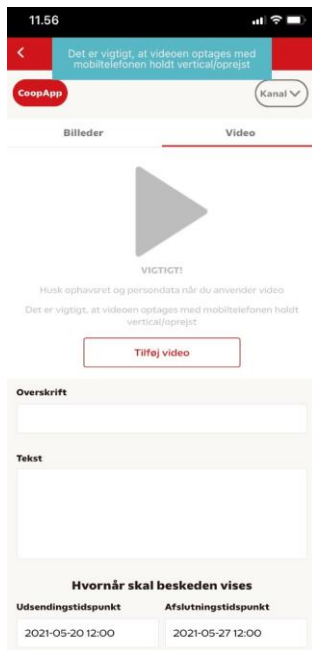 11.56
Det er vigtigt, at videoen optages med
mobiltelefonen holdt vertical/oprejst
CoopApp
Kanal
Billeder Video
VIGTIGT!
Husk ophavsret og persondata når du anvender video
Det er vigtigt, at videoen optages med mobiltelefonen holdt
vertical/oprejst
Tilføj video
Overskrift
Tekst
Hvornår skal beskeden vises
Udsendingstidspunkt Afslutningstidspunkt
2021-05-20 12:00 2021-05-27 12:00